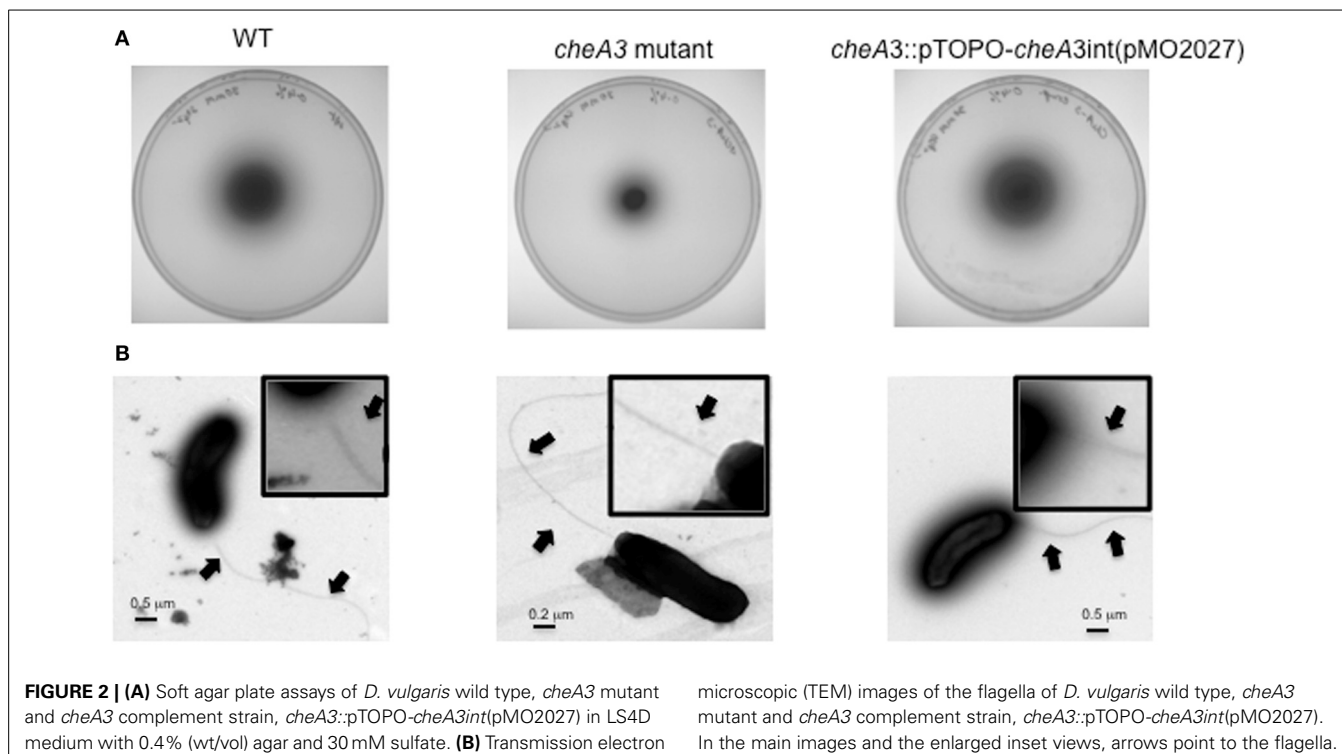 A
WT
cheA3 mutant
cheA3::pTOPO-cheA3int(pMO2027)
B
0.5 μm
0.2 μm
0.5 μm
FIGURE 2 | (A) Soft agar plate assays of D. vulgaris wild type, cheA3 mutant
and cheA3 complement strain, cheA3::pTOPO-cheA3int(pMO2027) in LS4D
medium with 0.4% (wt/vol) agar and 30 mM sulfate. (B) Transmission electron
microscopic (TEM) images of the flagella of D. vulgaris wild type, cheA3
mutant and cheA3 complement strain, cheA3::pTOPO-cheA3int(pMO2027).
In the main images and the enlarged inset views, arrows point to the flagella.